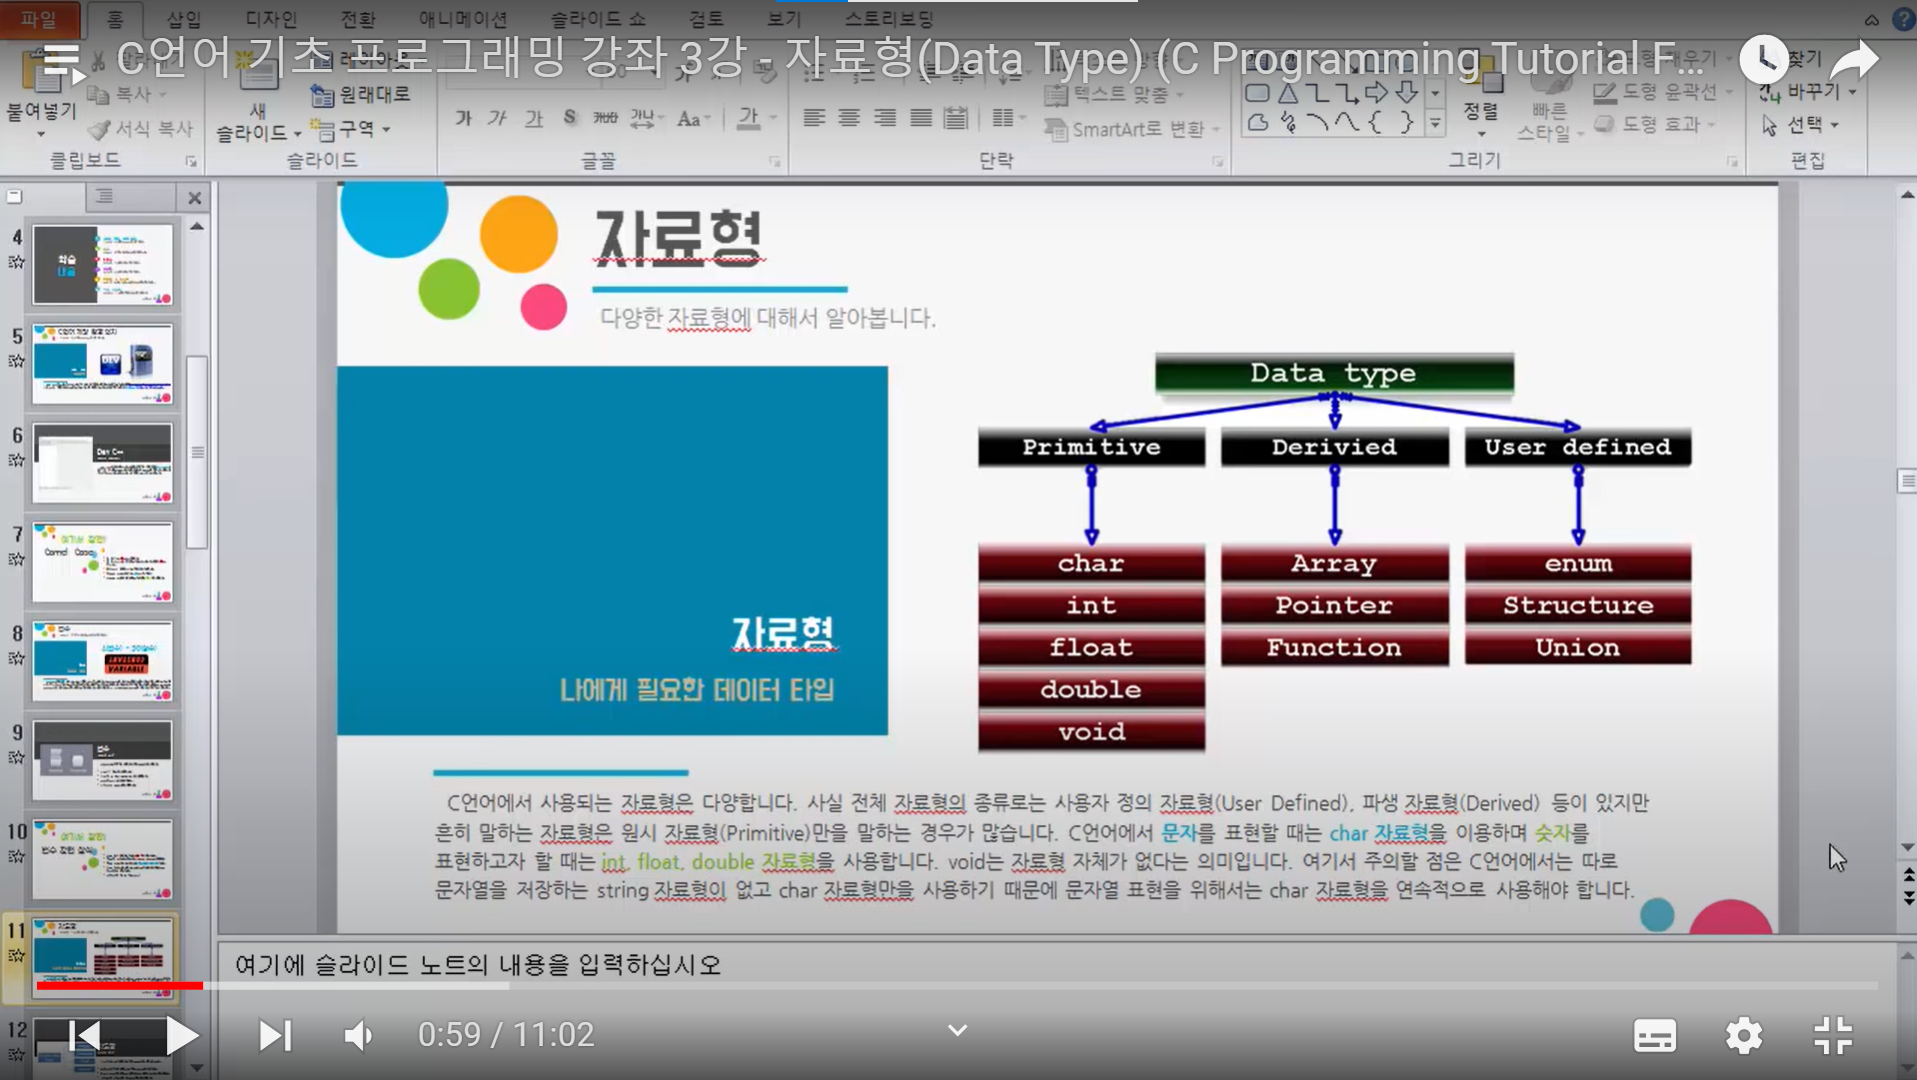 파일 홈 삽입 디자인 전환 애니메이션 슬라이드 쇼 검토 보기 스토리보딩
C언어 기초 프로그래밍 강좌 3강 - 자료형(Data Type) (C Programming Tutorial F...
찾기
붙여넣기 복사 새 원래대로 텍스트 맞춤 정렬 빠른 도형 윤곽선 바꾸기
서식 복사 슬라이드 구역 가 가 가 S 가나 Aa 가 SmartArt로 변환 스타일 도형 효과 선택
클립보드 슬라이드 글꼴 단락 그리기 편집
4
5
6
7
8
9
10
11
12
자료형
다양한 자료형에 대해서 알아봅니다.
자료형
나에게 필요한 데이터 타입
Data type
Primitive Derivied User defined
char Array enum
int Pointer Structure
float Function Union
double
void
C언어에서 사용되는 자료형은 다양합니다. 사실 전체 자료형의 종류로는 사용자 정의 자료형(User Defined), 파생 자료형(Derived) 등이 있지만
흔히 말하는 자료형은 원시 자료형(Primitive)만을 말하는 경우가 많습니다. C언어에서 문자를 표현할 때는 char 자료형을 이용하며 숫자를
표현하고자 할 때는 int, float, double 자료형을 사용합니다. void는 자료형 자체가 없다는 의미입니다. 여기서 주의할 점은 C언어에서는 따로
문자열을 저장하는 string 자료형이 없고 char 자료형만을 사용하기 때문에 문자열 표현을 위해서는 char 자료형을 연속적으로 사용해야 합니다.
여기에 슬라이드 노트의 내용을 입력하십시오
0:59 / 11:02